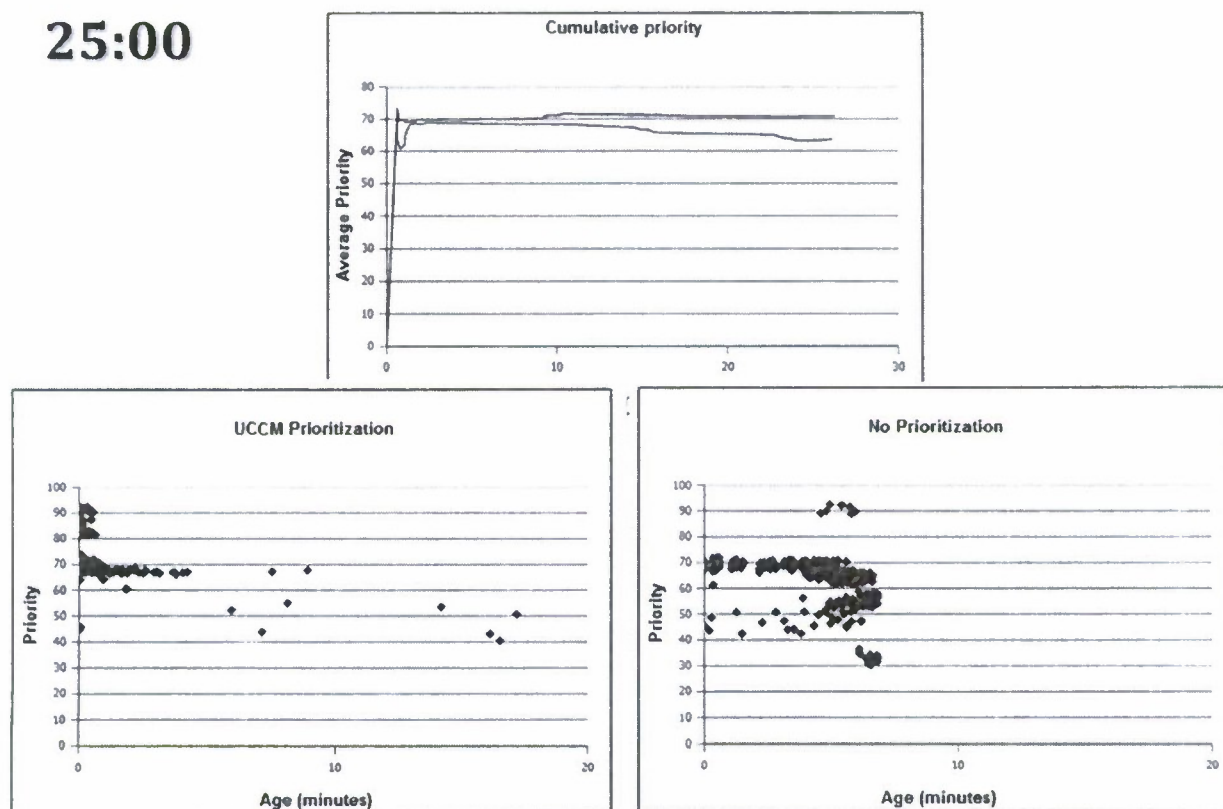 25:00
Cumulative priority
Average Priority
80
70
60
50
40
30
20
10
0
0 10 20 30
UCCM Prioritization
Priority
100
90
80
70
60
50
40
30
20
10
0
0 10 20
Age (minutes)
No Prioritization
Priority
100
90
80
70
60
50
40
30
20
10
0
0 10 20
Age (minutes)